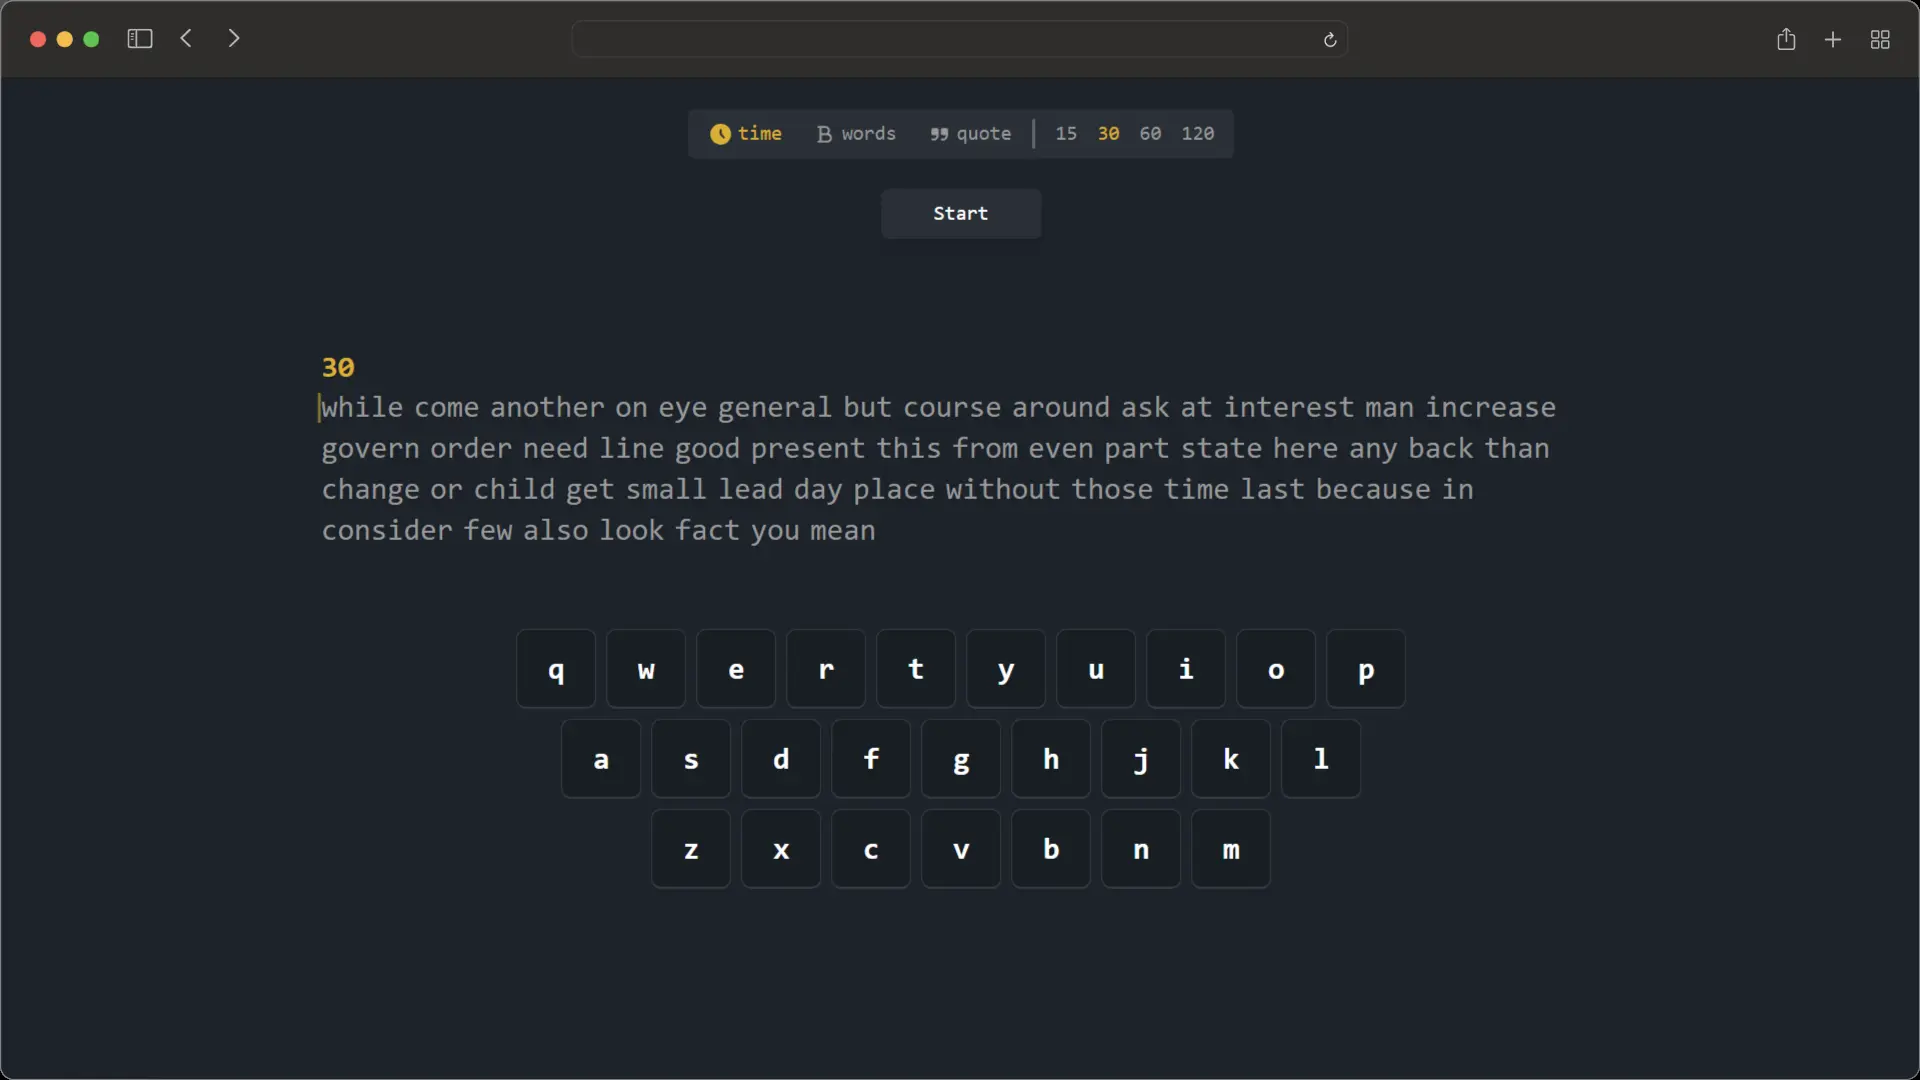 time words quote 15 30 60 120
Start
30
while come another on eye general but course around ask at interest man increase
govern order need line good present this from even part state here any back than
change or child get small lead day place without those time last because in
consider few also look fact you mean
q w e r t y u i o p
a s d f g h j k l
z x c v b n m